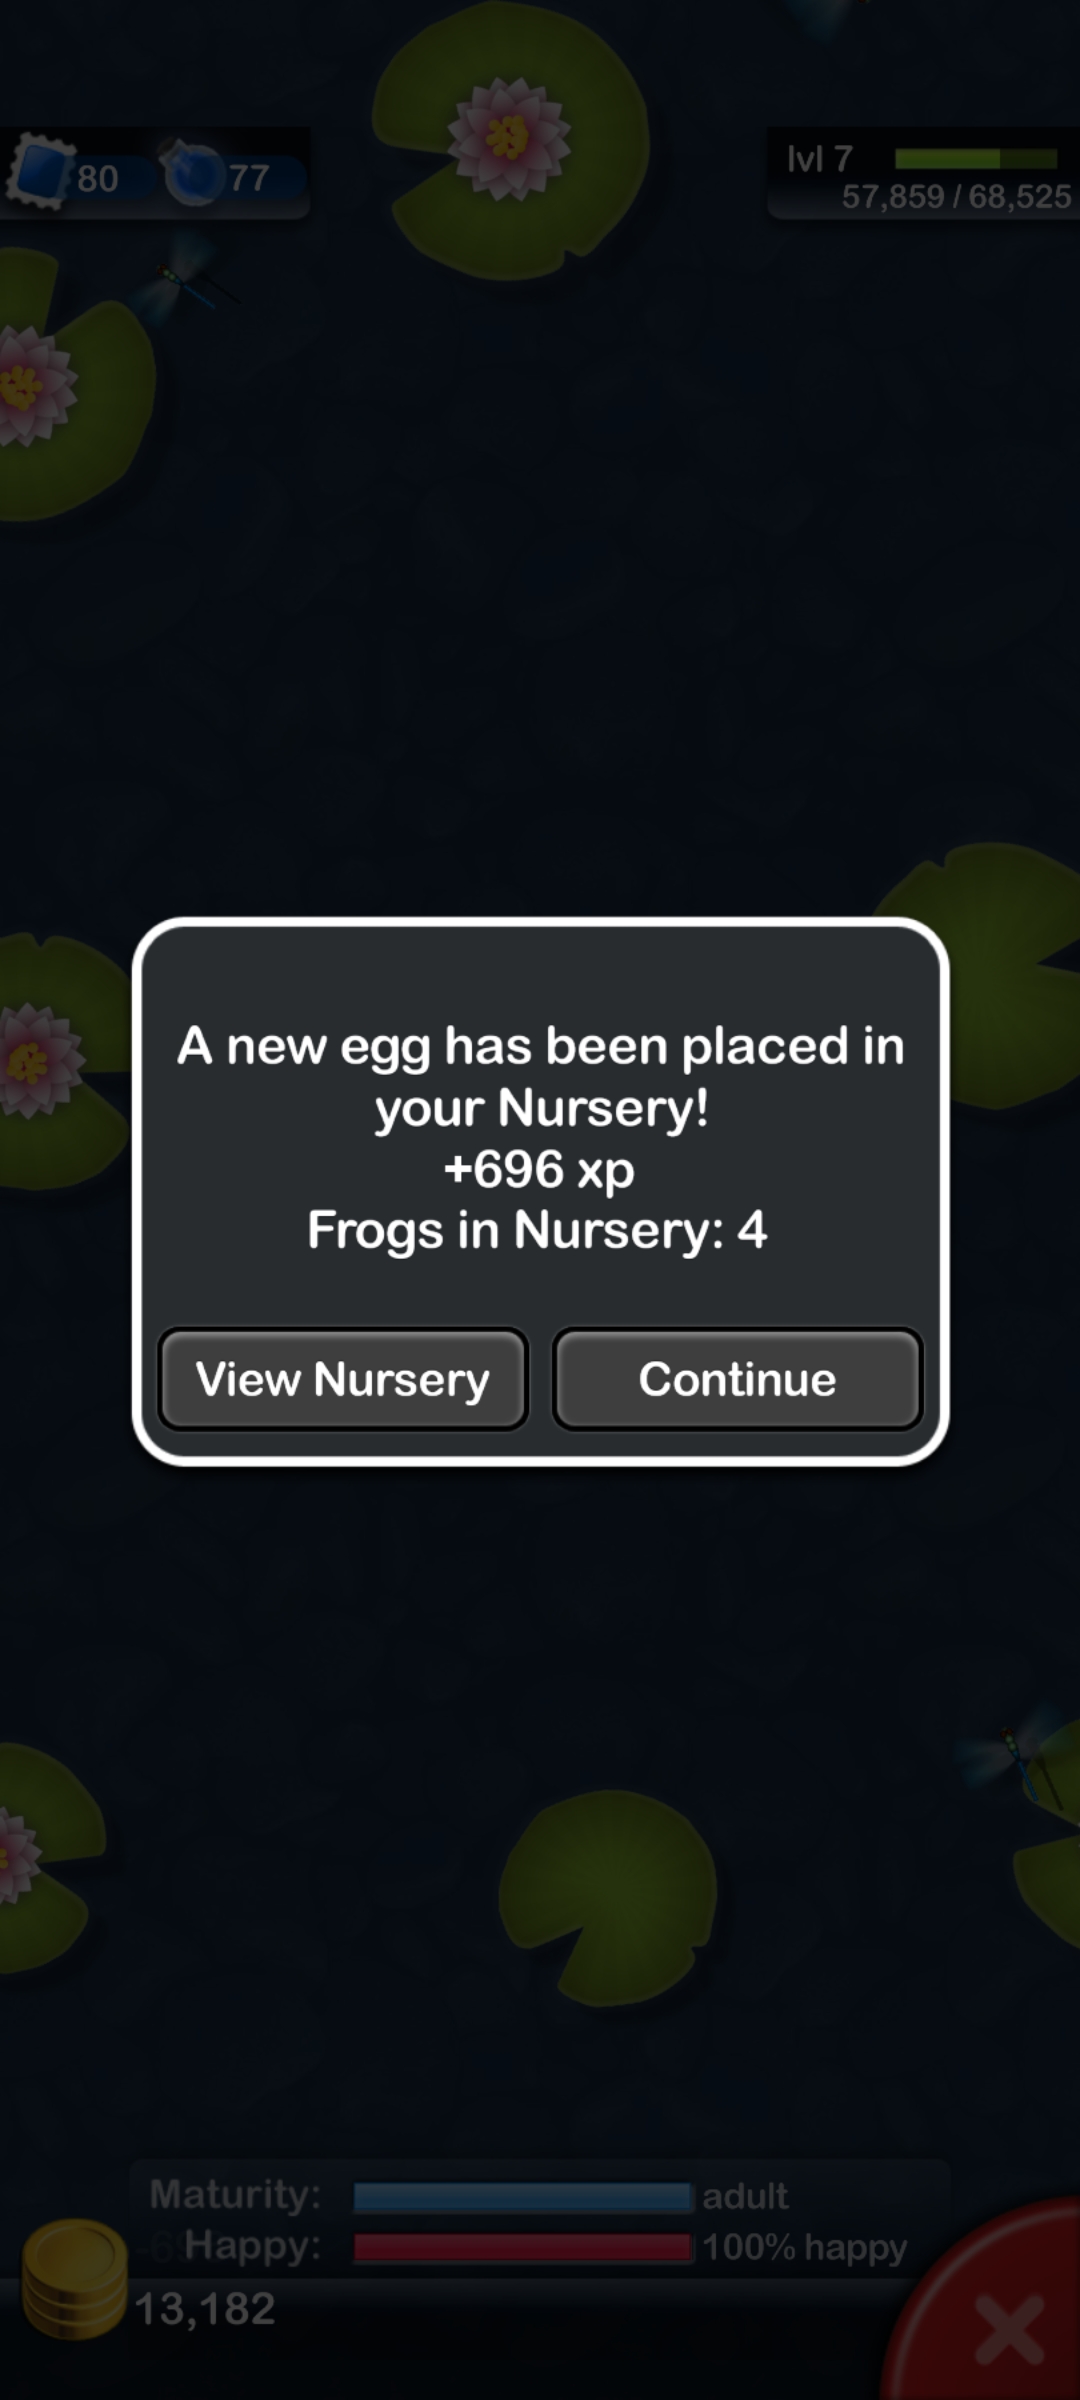 80
77
lvl 7
57,859 / 68,525
A new egg has been placed in
your Nursery!
+696 xp
Frogs in Nursery: 4
View Nursery
Continue
Maturity:
adult
Happy:
100% happy
13,182